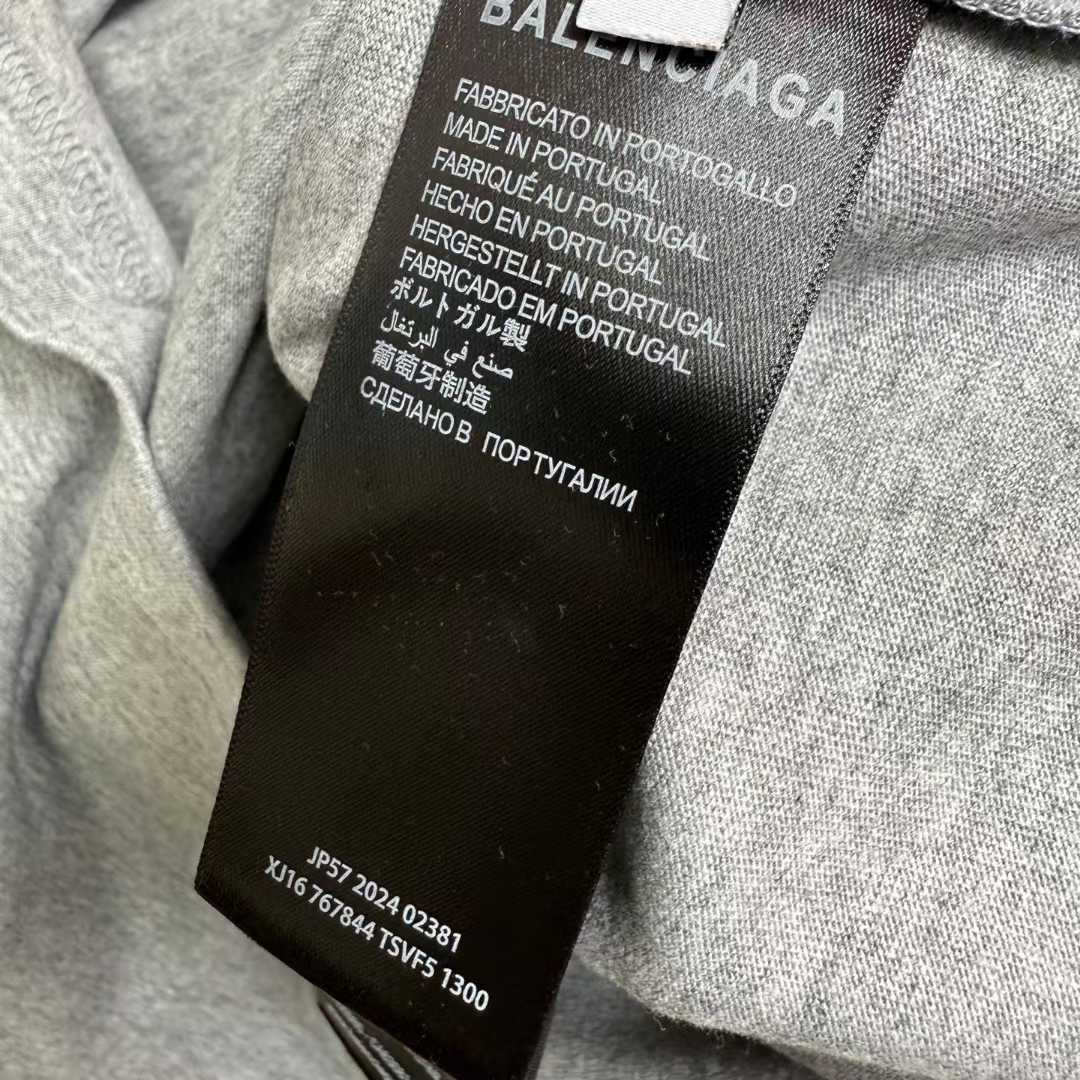 BALENCIAGA
FABBRICATO IN PORTOGALLO
MADE IN PORTUGAL
FABRIQUÉ AU PORTUGAL
HECHO EN PORTUGAL
HERGESTELLT IN PORTUGAL
FABRICADO EM PORTUGAL
ポルトガル製
صنع في البرتغال
葡萄牙制造
СДЕЛАНО В ПОРТУГАЛИИ
JP57 2024 02381
XJ16 767844 TSVF5 1300